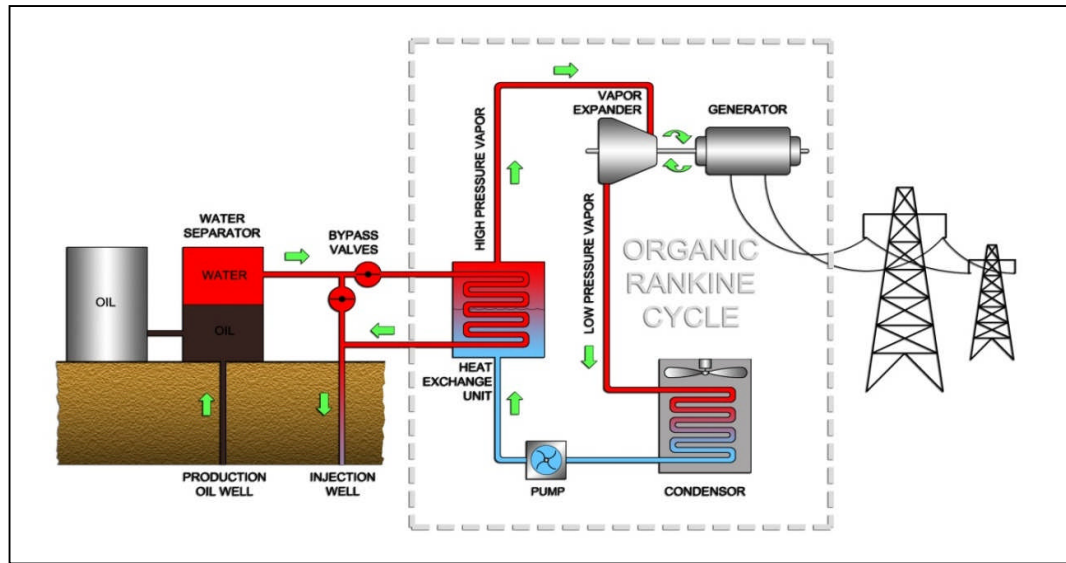 VAPOR
EXPANDER
GENERATOR
HIGH PRESSURE VAPOR
WATER
SEPARATOR
BYPASS
VALVES
LOW PRESSURE VAPOR
ORGANIC
RANKINE
CYCLE
WATER
OIL
OIL
HEAT
EXCHANGE
UNIT
PRODUCTION
OIL WELL
INJECTION
WELL
PUMP
CONDENSOR